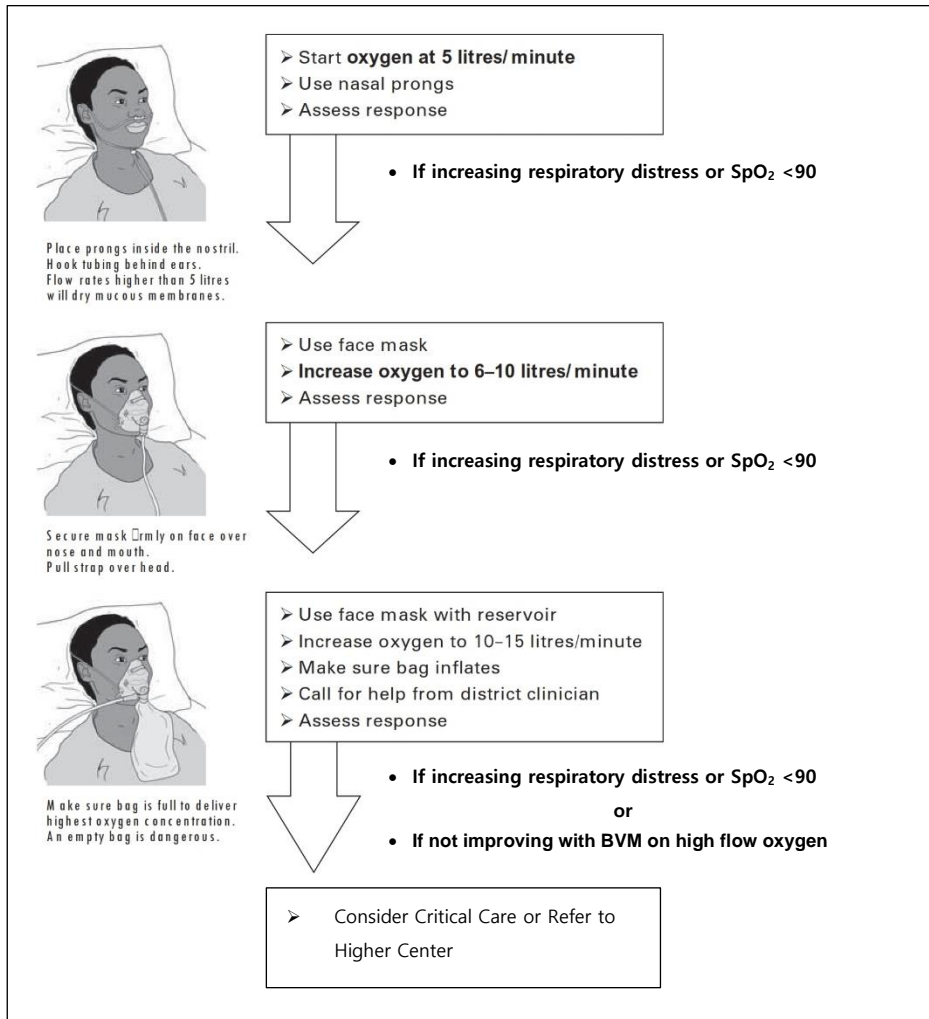 ➢ Start oxygen at 5 litres/minute
➢ Use nasal prongs
➢ Assess response
• If increasing respiratory distress or SpO₂ <90
Place prongs inside the nostril.
Hook tubing behind ears.
Flow rates higher than 5 litres
will dry mucous membranes.
➢ Use face mask
➢ Increase oxygen to 6–10 litres/minute
➢ Assess response
• If increasing respiratory distress or SpO₂ <90
Secure mask □rmly on face over
nose and mouth.
Pull strap over head.
➢ Use face mask with reservoir
➢ Increase oxygen to 10–15 litres/minute
➢ Make sure bag inflates
➢ Call for help from district clinician
➢ Assess response
• If increasing respiratory distress or SpO₂ <90
or
• If not improving with BVM on high flow oxygen
Make sure bag is full to deliver
highest oxygen concentration.
An empty bag is dangerous.
➢ Consider Critical Care or Refer to
Higher Center